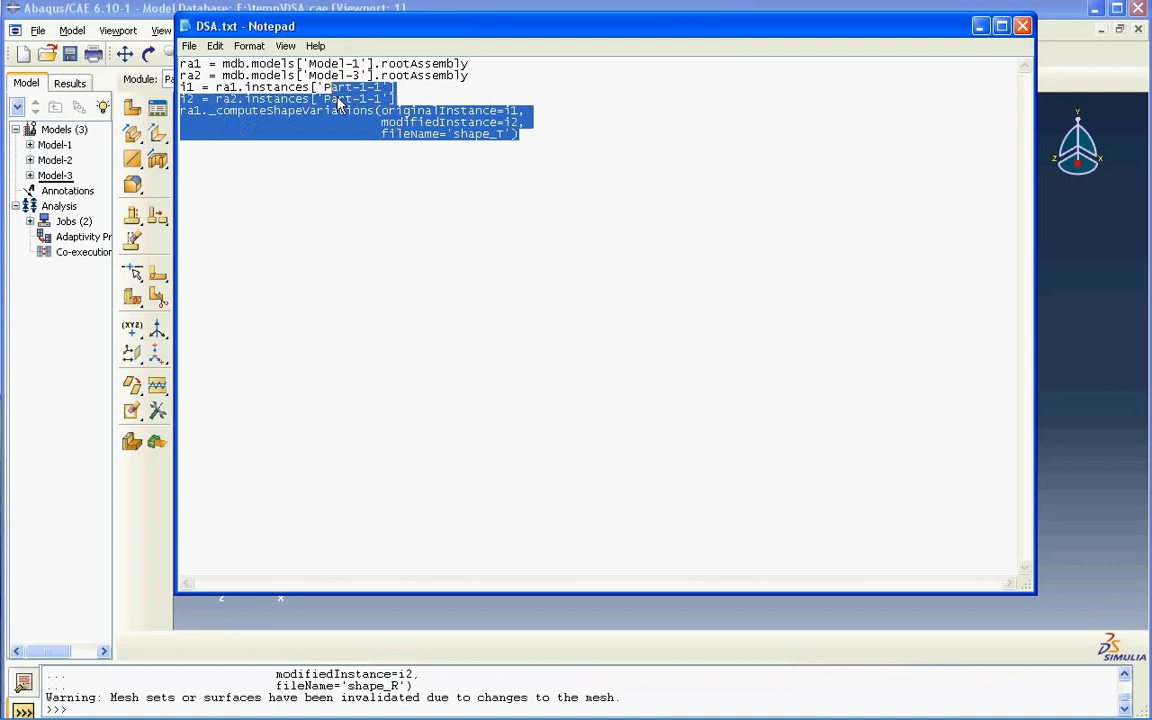 Abaqus/CAE 6.10-1 - Model Database: E:\temp\DSA.cae [Viewport: 1]
File Model Viewport View
DSA.txt - Notepad
File Edit Format View Help
ra1 = mdb.models['Model-1'].rootAssembly
ra2 = mdb.models['Model-3'].rootAssembly
i1 = ra1.instances['Part-1-1']
i2 = ra2.instances['Part-1-1']
ra1._computeShapeVariations(originalInstance=i1,
modifiedInstance=i2,
fileName='shape_T')
Module: Pa
Model Results
Models (3)
Model-1
Model-2
Model-3
Annotations
Analysis
Jobs (2)
Adaptivity Pr
Co-execution
(XYZ)
Y
Z X
Z X
SIMULIA
... modifiedInstance=i2,
... fileName='shape_R')
Warning: Mesh sets or surfaces have been invalidated due to changes to the mesh.
>>>
>>>